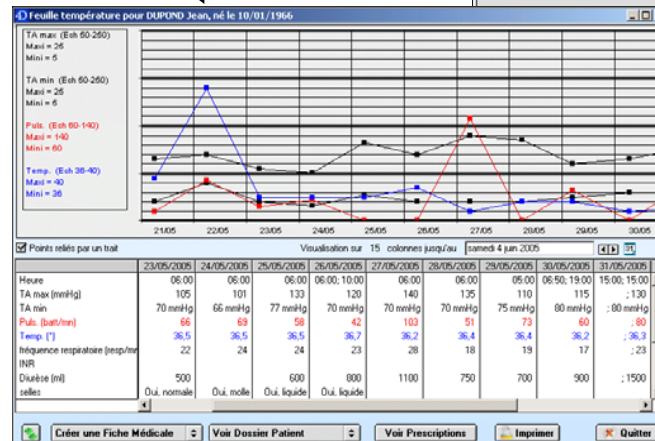 Feuille température pour DUPOND Jean, né le 10/01/1966
TA max (Ech 60-260)
Maxi = 26
Mini = 6
TA min (Ech 60-260)
Maxi = 26
Mini = 6
Puls. (Ech 60-140)
Maxi = 140
Mini = 60
Temp. (Ech 36-40)
Maxi = 40
Mini = 36
21/05 22/05 23/05 24/05 25/05 26/05 27/05 28/05 29/05 30/05
Points reliés par un trait Visualisation sur 15 colonnes jusqu'au samedi 4 juin 2005
23/05/2005 24/05/2005 25/05/2005 26/05/2005 27/05/2005 28/05/2005 29/05/2005 30/05/2005 31/05/2005
Heure 06:00 06:00 06:00 06:00; 10:00 06:00 06:00 05:00 06:50; 19:00 15:00; 15:00
TA max (mmHg) 105 101 133 120 140 135 110 115 ; 130
TA min 70 mmHg 66 mmHg 77 mmHg 70 mmHg 70 mmHg 70 mmHg 75 mmHg 80 mmHg ; 80 mmHg
Puls. (batt/mn) 66 69 58 42 103 51 73 60 ; 80
Temp. (°) 36,5 36,5 36,5 36,7 36,2 36,4 36,4 36,2 ; 36,3
fréquence respiratoire (resp/mn 22 24 24 23 28 18 19 17 ; 23
INR
Diurèse (ml) 500 600 800 1100 750 700 900 ; 1500
selles Oui, normale Oui, molle Oui, liquide Oui, liquide
Créer une Fiche Médicale Voir Dossier Patient Voir Prescriptions Imprimer Quitter